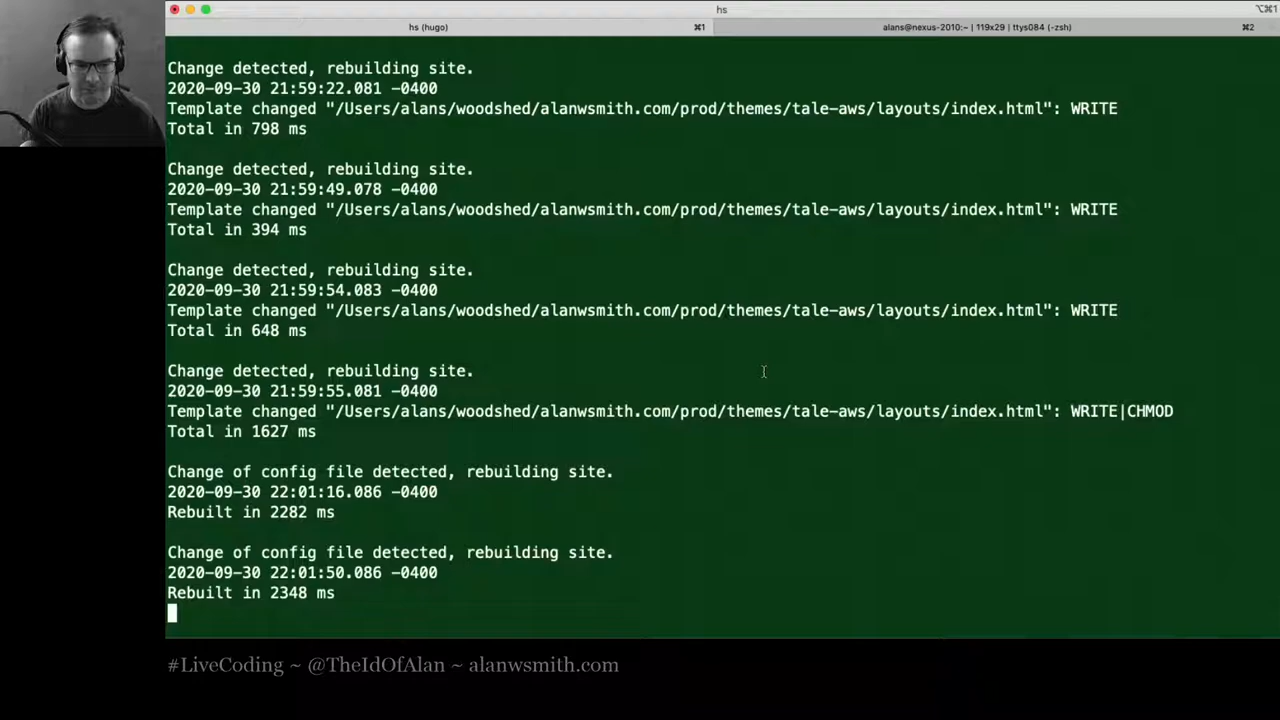 hs
⌥⌘1
hs (hugo)
⌘1
alans@nexus-2010:~ | 119x29 | ttys084 (-zsh)
⌘2
Change detected, rebuilding site.
2020-09-30 21:59:22.081 -0400
Template changed "/Users/alans/woodshed/alanwsmith.com/prod/themes/tale-aws/layouts/index.html": WRITE
Total in 798 ms
Change detected, rebuilding site.
2020-09-30 21:59:49.078 -0400
Template changed "/Users/alans/woodshed/alanwsmith.com/prod/themes/tale-aws/layouts/index.html": WRITE
Total in 394 ms
Change detected, rebuilding site.
2020-09-30 21:59:54.083 -0400
Template changed "/Users/alans/woodshed/alanwsmith.com/prod/themes/tale-aws/layouts/index.html": WRITE
Total in 648 ms
Change detected, rebuilding site.
2020-09-30 21:59:55.081 -0400
Template changed "/Users/alans/woodshed/alanwsmith.com/prod/themes/tale-aws/layouts/index.html": WRITE|CHMOD
Total in 1627 ms
Change of config file detected, rebuilding site.
2020-09-30 22:01:16.086 -0400
Rebuilt in 2282 ms
Change of config file detected, rebuilding site.
2020-09-30 22:01:50.086 -0400
Rebuilt in 2348 ms
#LiveCoding ~ @TheIdOfAlan ~ alanwsmith.com